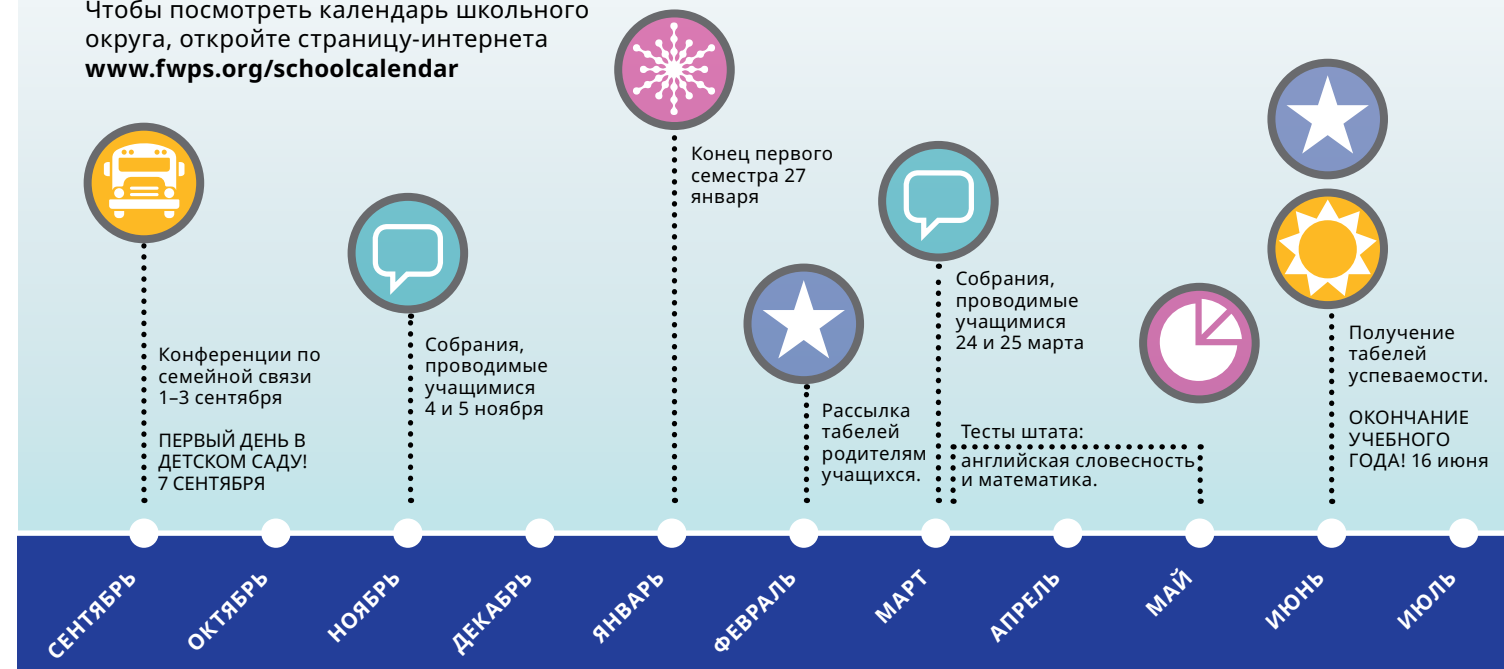 Чтобы посмотреть календарь школьного
округа, откройте страницу-интернета
www.fwps.org/schoolcalendar
Конференции по
семейной связи
1–3 сентября
ПЕРВЫЙ ДЕНЬ В
ДЕТСКОМ САДУ!
7 СЕНТЯБРЯ
Собрания,
проводимые
учащимися
4 и 5 ноября
Конец первого
семестра 27
января
Рассылка
табелей
родителям
учащихся.
Собрания,
проводимые
учащимися
24 и 25 марта
Тесты штата:
английская словесность
и математика.
Получение
табелей
успеваемости.
ОКОНЧАНИЕ
УЧЕБНОГО
ГОДА! 16 июня
СЕНТЯБРЬ
ОКТЯБРЬ
НОЯБРЬ
ДЕКАБРЬ
ЯНВАРЬ
ФЕВРАЛЬ
МАРТ
АПРЕЛЬ
МАЙ
ИЮНЬ
ИЮЛЬ